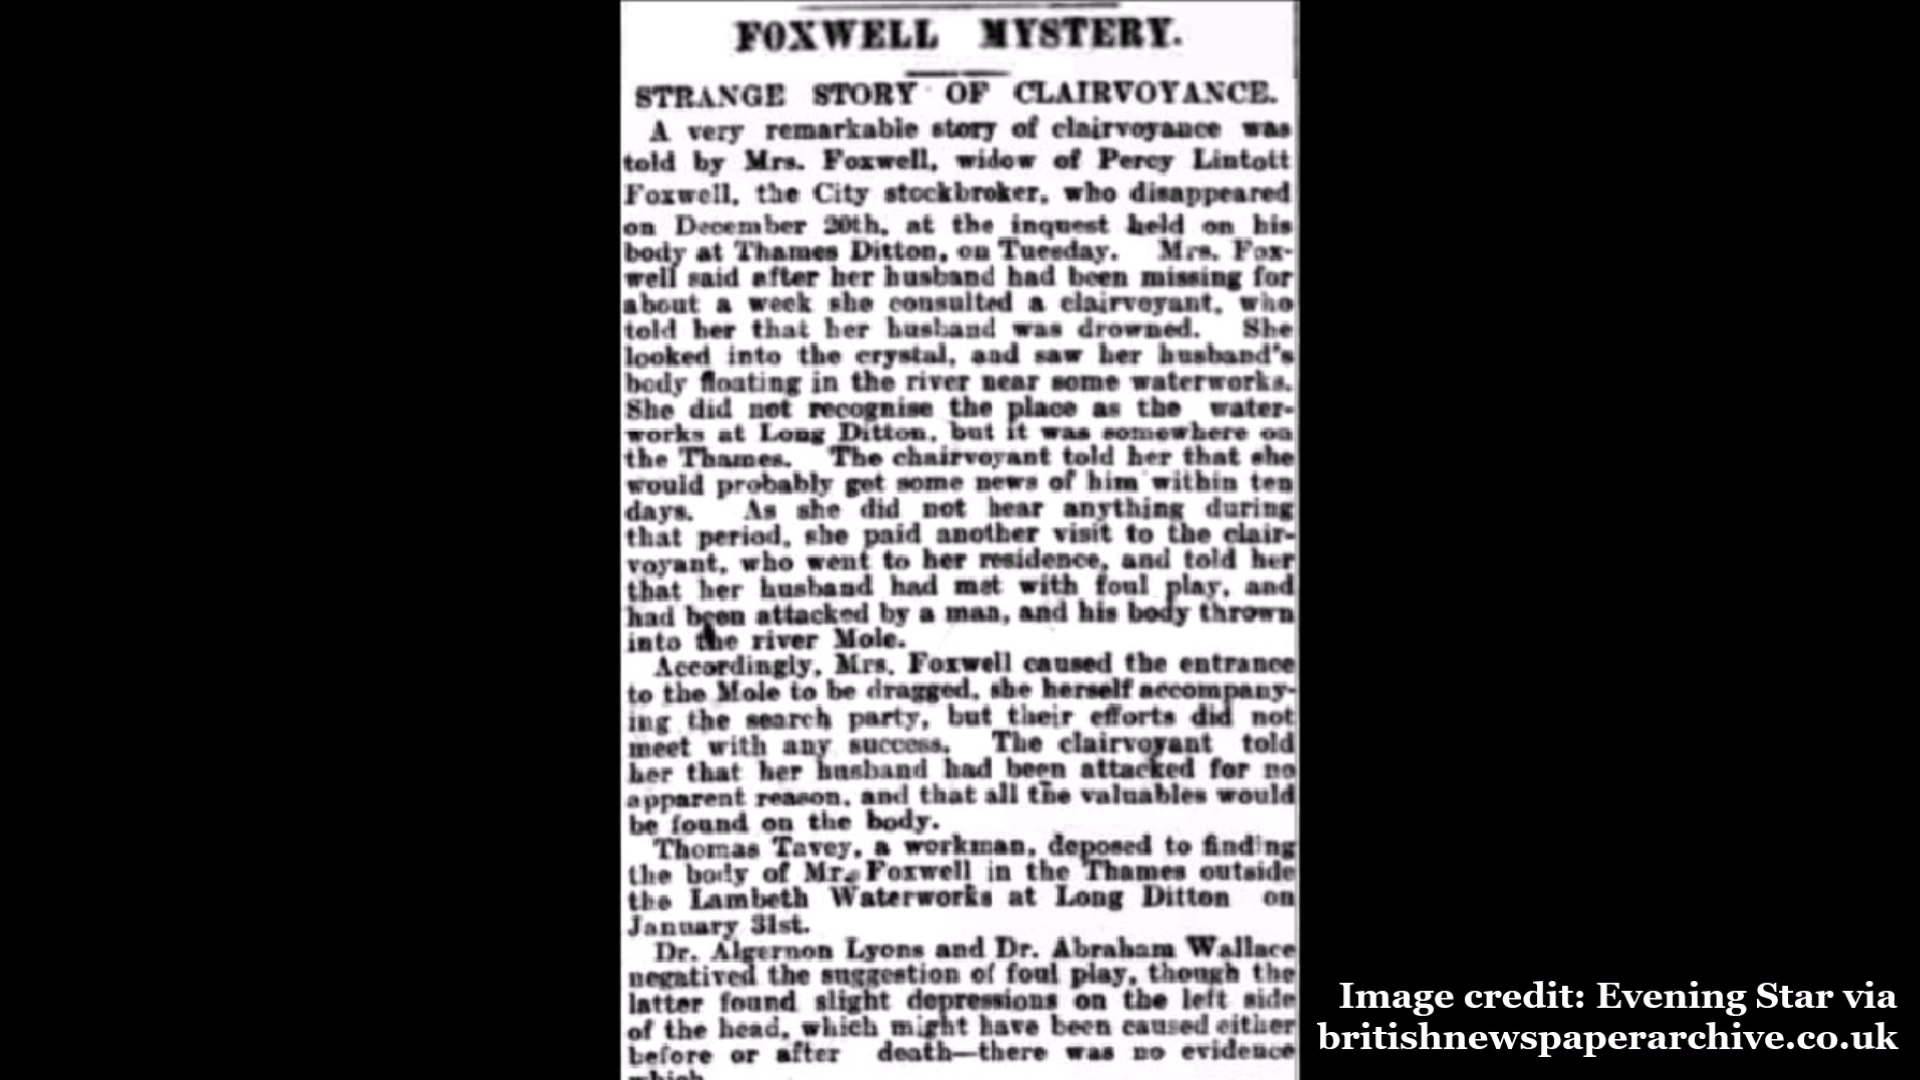 FOXWELL MYSTERY.
STRANGE STORY OF CLAIRVOYANCE.
A very remarkable story of clairvoyance was
told by Mrs. Foxwell, widow of Percy Lintott
Foxwell, the City stockbroker, who disappeared
on December 20th, at the inquest held on his
body at Thames Ditton, on Tuesday. Mrs. Fox-
well said after her husband had been missing for
about a week she consulted a clairvoyant, who
told her that her husband was drowned. She
looked into the crystal, and saw her husband's
body floating in the river near some waterworks.
She did not recognise the place as the water-
works at Long Ditton, but it was somewhere on
the Thames. The chairvoyant told her that she
would probably get some news of him within ten
days. As she did not hear anything during
that period, she paid another visit to the clair-
voyant, who went to her residence, and told her
that her husband had met with foul play, and
had been attacked by a man, and his body thrown
into the river Mole.
Accordingly, Mrs. Foxwell caused the entrance
to the Mole to be dragged, she herself accompany-
ing the search party, but their efforts did not
meet with any success. The clairvoyant told
her that her husband had been attacked for no
apparent reason, and that all the valuables would
be found on the body.
Thomas Tavey, a workman, deposed to finding
the body of Mr. Foxwell in the Thames outside
the Lambeth Waterworks at Long Ditton on
January 31st.
Dr. Algernon Lyons and Dr. Abraham Wallace
negatived the suggestion of foul play, though the
latter found slight depressions on the left side
of the head, which might have been caused either
before or after death—there was no evidence
which
Image credit: Evening Star via
britishnewspaperarchive.co.uk